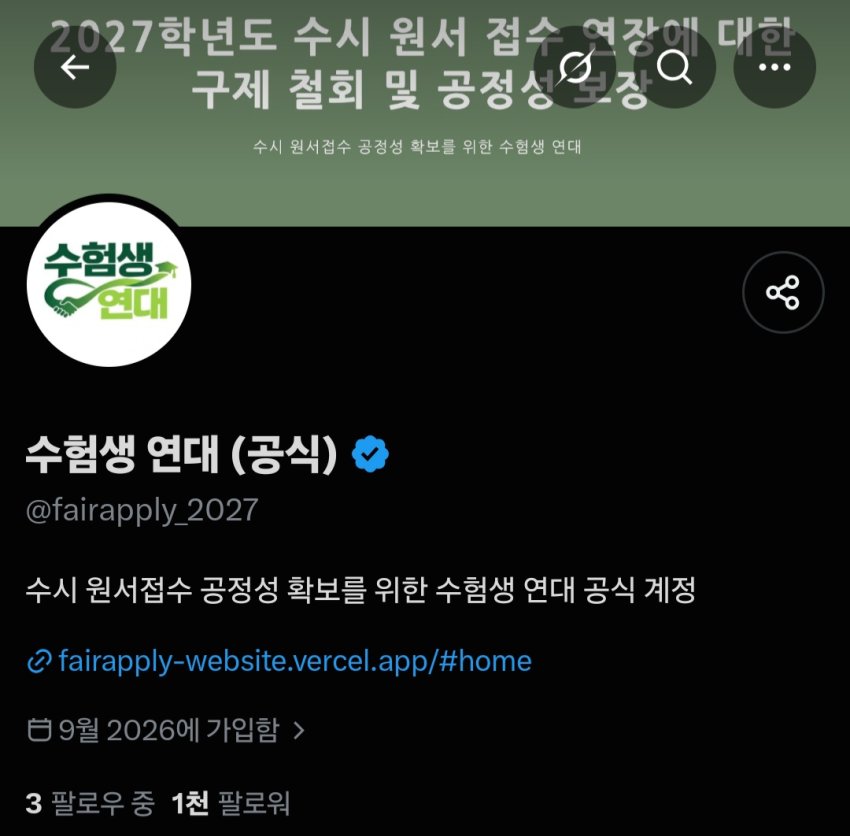 2027학년도 수시 원서 접수 연장에 대한
구제 철회 및 공정성 보장
수시 원서접수 공정성 확보를 위한 수험생 연대
수험생
연대
수험생 연대 (공식)
@fairapply_2027
수시 원서접수 공정성 확보를 위한 수험생 연대 공식 계정
fairapply-website.vercel.app/#home
9월 2026에 가입함
3 팔로우 중 1천 팔로워